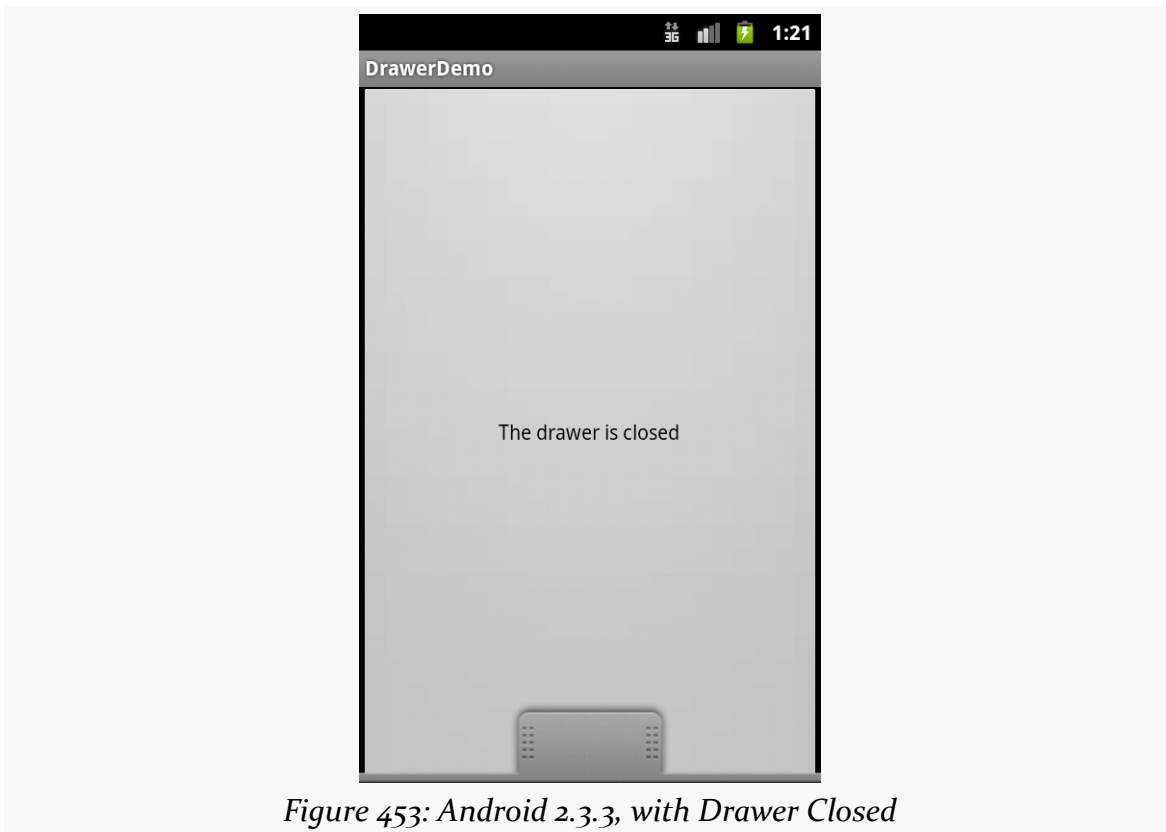 3G 1:21
DrawerDemo
The drawer is closed
Figure 453: Android 2.3.3, with Drawer Closed